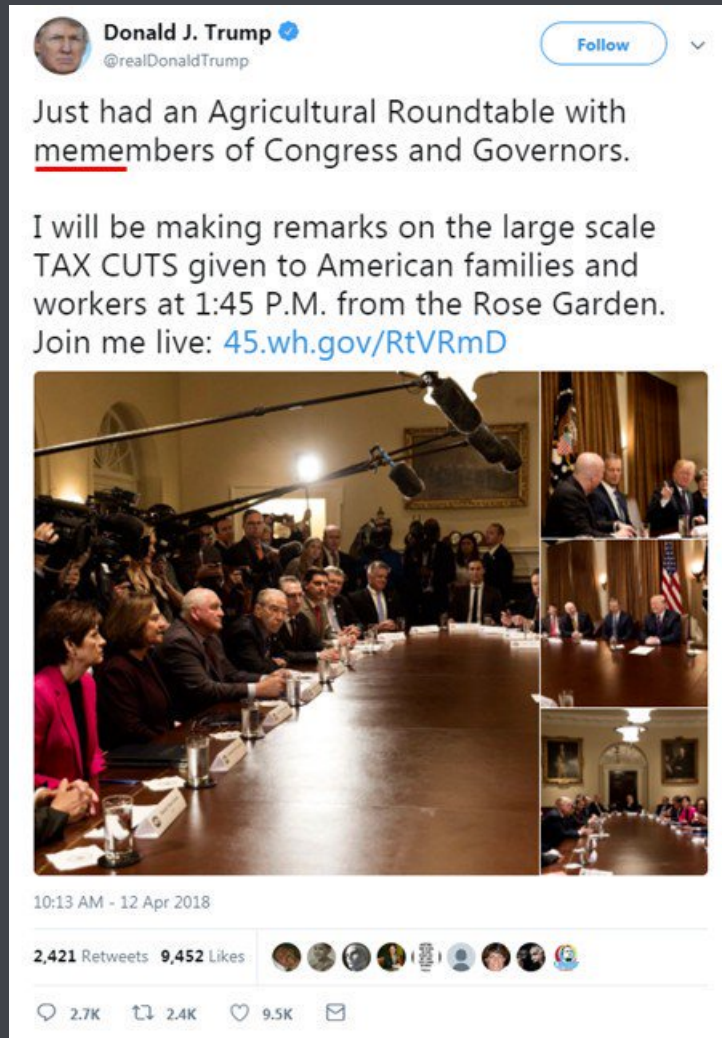 Donald J. Trump
@realDonaldTrump
Follow
Just had an Agricultural Roundtable with
memembers of Congress and Governors.
I will be making remarks on the large scale
TAX CUTS given to American families and
workers at 1:45 P.M. from the Rose Garden.
Join me live: 45.wh.gov/RtVRmD
10:13 AM - 12 Apr 2018
2,421 Retweets 9,452 Likes
2.7K 2.4K 9.5K